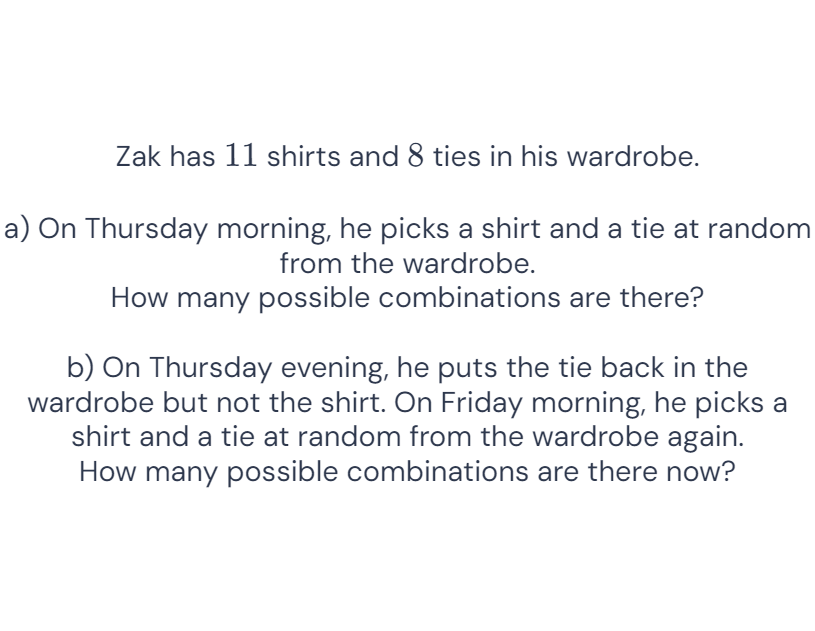 Zak has 11 shirts and 8 ties in his wardrobe.
a) On Thursday morning, he picks a shirt and a tie at random
from the wardrobe.
How many possible combinations are there?
b) On Thursday evening, he puts the tie back in the
wardrobe but not the shirt. On Friday morning, he picks a
shirt and a tie at random from the wardrobe again.
How many possible combinations are there now?